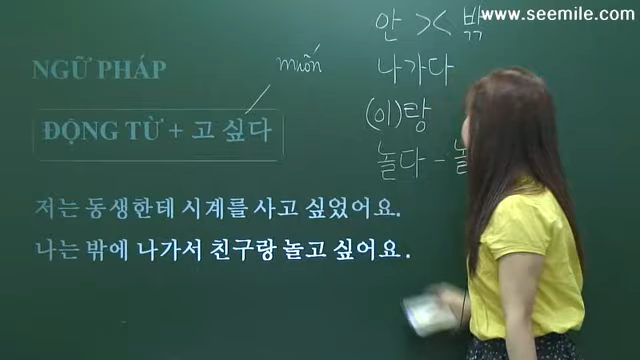 www.seemile.com
안 >< 밖
NGỮ PHÁP
muốn
나가다
ĐỘNG TỪ + 고 싶다
(이)랑
놀다 - 놀
저는 동생한테 시계를 사고 싶었어요.
나는 밖에 나가서 친구랑 놀고 싶어요.